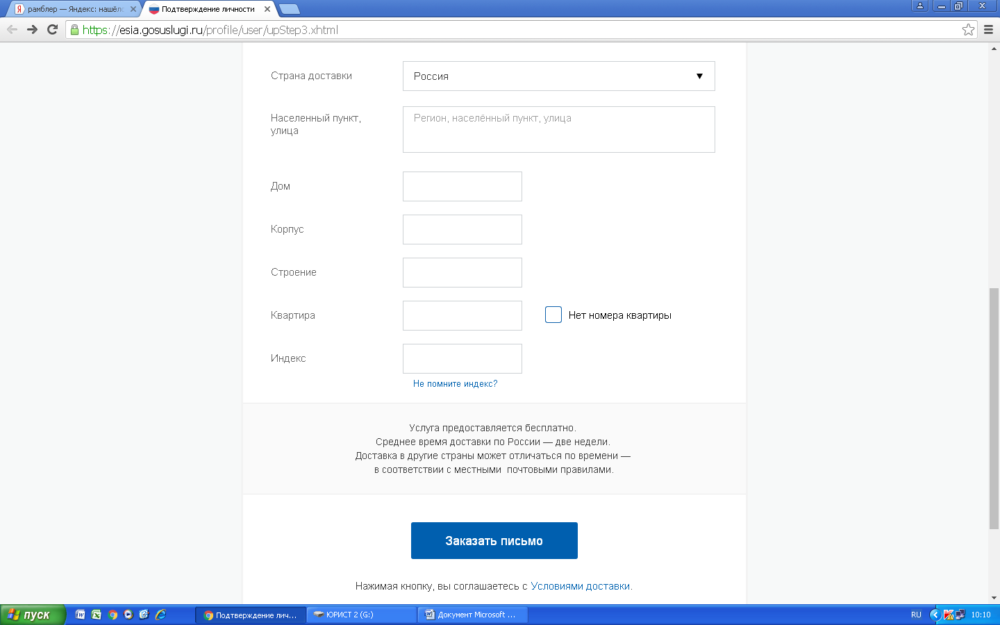 рамблер — Яндекс: нашёлс
Подтверждение личности
https://esia.gosuslugi.ru/profile/user/upStep3.xhtml
Страна доставки
Россия
Населенный пункт,
улица
Регион, населённый пункт, улица
Дом
Корпус
Строение
Квартира
Нет номера квартиры
Индекс
Не помните индекс?
Услуга предоставляется бесплатно.
Среднее время доставки по России — две недели.
Доставка в другие страны может отличаться по времени —
в соответствии с местными почтовыми правилами.
Заказать письмо
Нажимая кнопку, вы соглашаетесь с Условиями доставки.
пуск
Подтверждение лич...
ЮРИСТ 2 (G:)
Документ Microsoft ...
RU
10:10